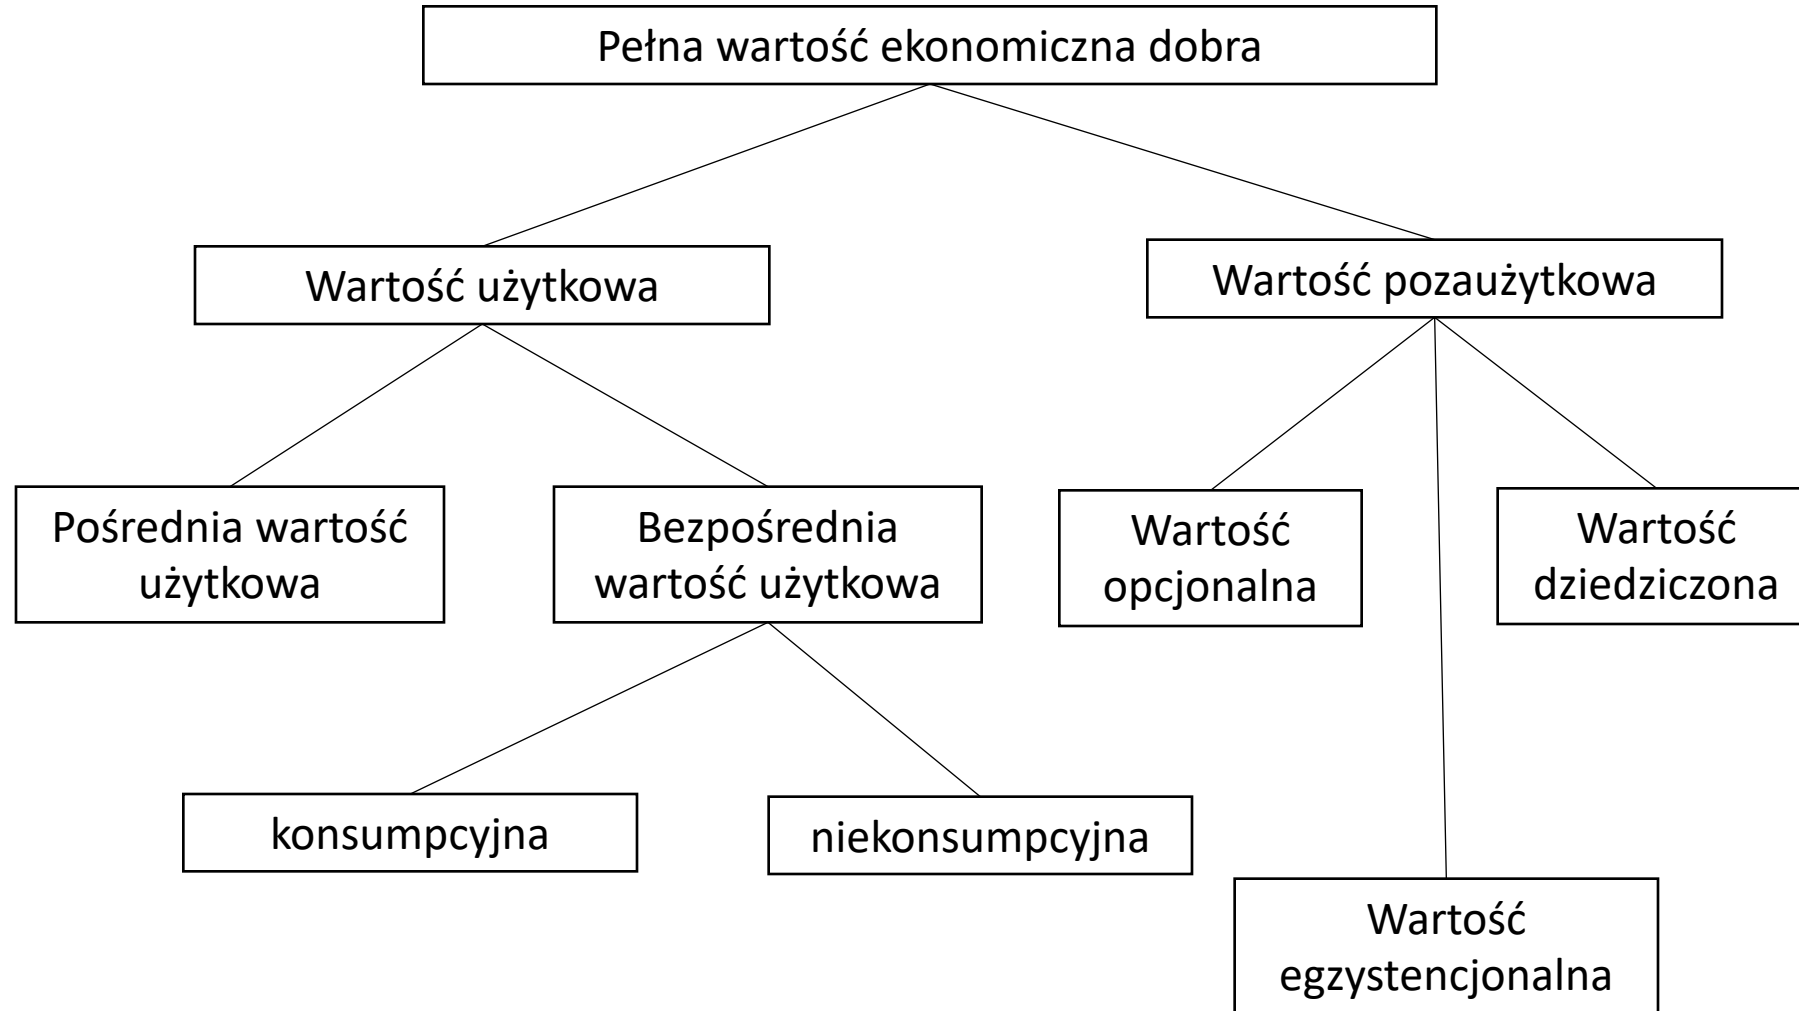 Pełna wartość ekonomiczna dobra
Wartość użytkowa
Wartość pozaużytkowa
Pośrednia wartość
użytkowa
Bezpośrednia
wartość użytkowa
Wartość
opcjonalna
Wartość
dziedziczona
konsumpcyjna
niekonsumpcyjna
Wartość
egzystencjonalna